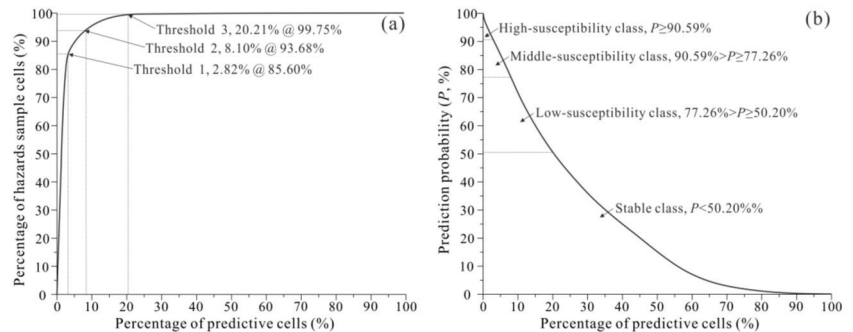 (a)
Threshold 3, 20.21% @ 99.75%
Threshold 2, 8.10% @ 93.68%
Threshold 1, 2.82% @ 85.60%
Percentage of hazards sample cells (%)
100
90
80
70
60
50
40
30
20
10
0
0 10 20 30 40 50 60 70 80 90 100
Percentage of predictive cells (%)
(b)
High-susceptibility class, P≥90.59%
Middle-susceptibility class, 90.59%>P≥77.26%
Low-susceptibility class, 77.26%>P≥50.20%
Stable class, P<50.20%%
Prediction probability (P, %)
100
90
80
70
60
50
40
30
20
10
0
0 10 20 30 40 50 60 70 80 90 100
Percentage of predictive cells (%)